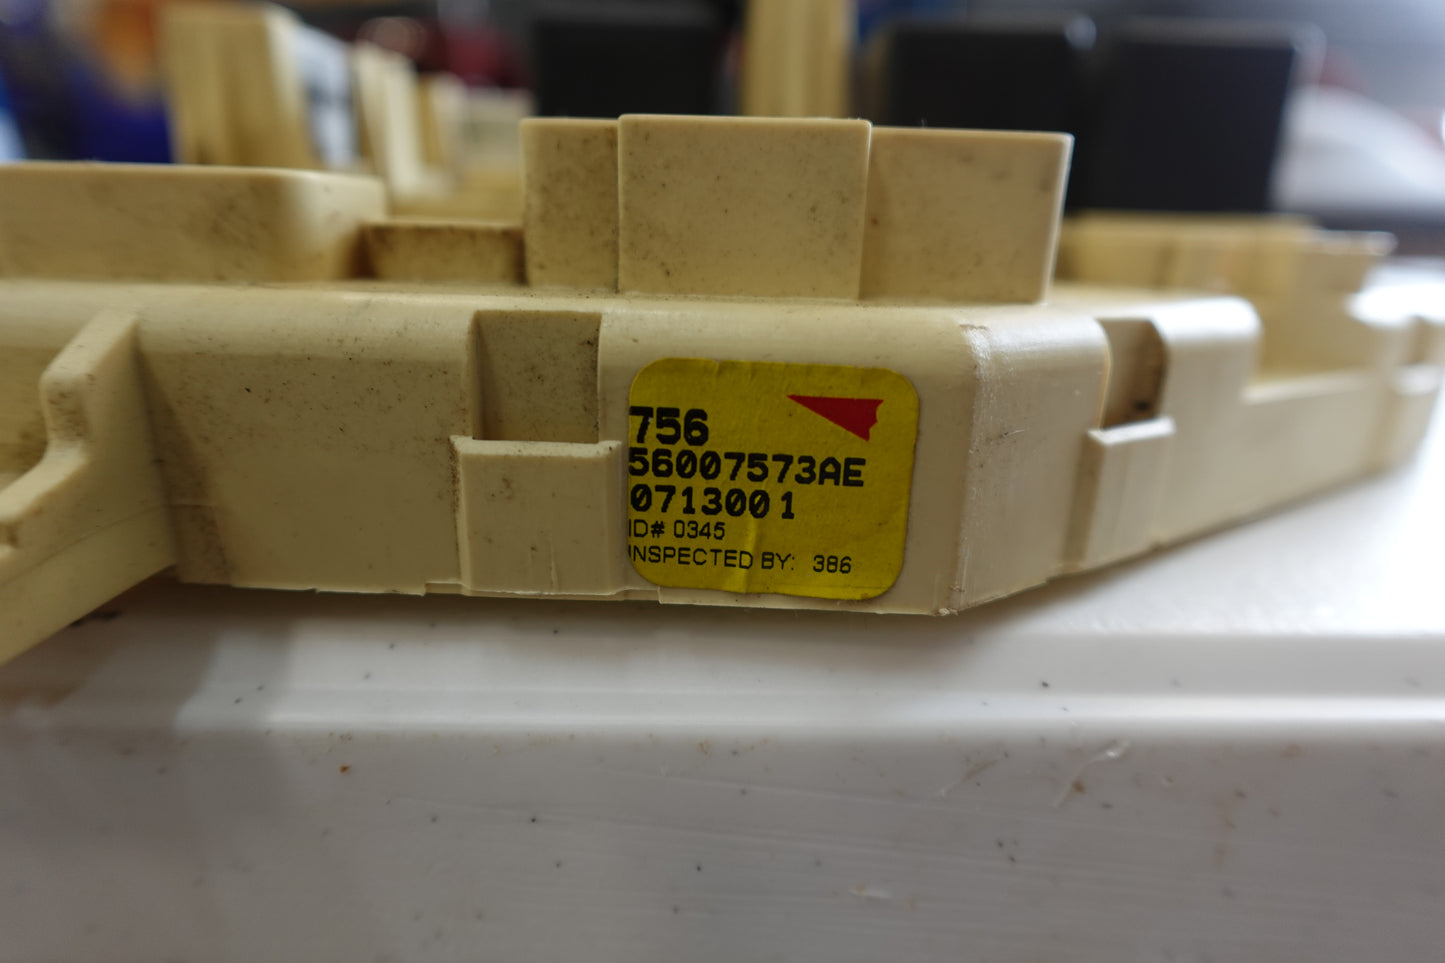 756
56007573AE
0713001
ID# 0345
INSPECTED BY: 386